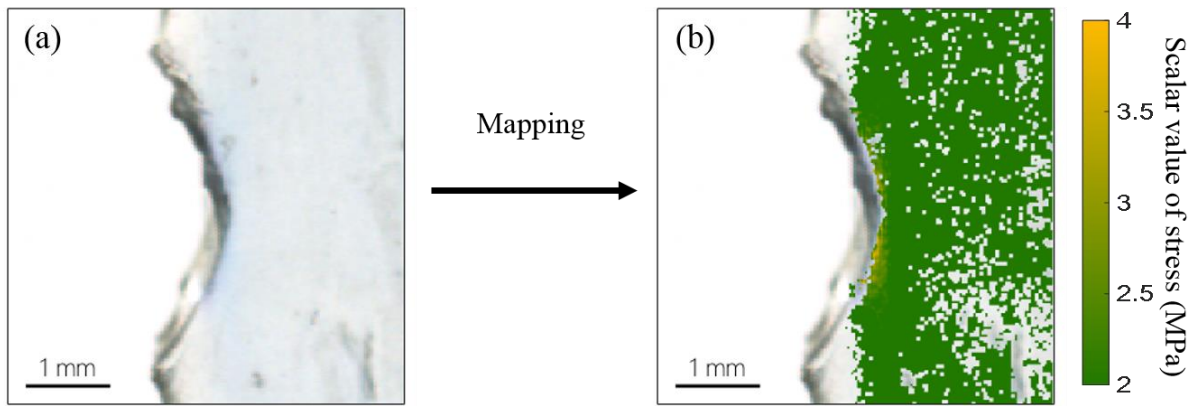 (a)
1 mm
Mapping
(b)
1 mm
4
3.5
3
2.5
2
Scalar value of stress (MPa)